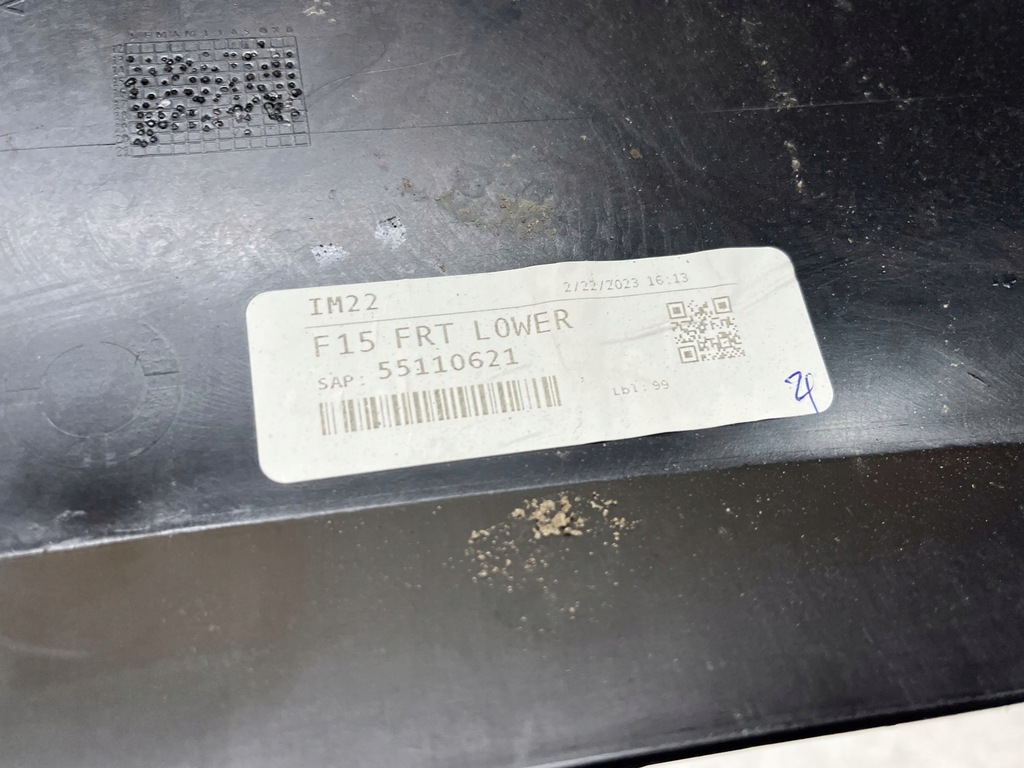 IM22
2/22/2023 16:13
F15 FRT LOWER
SAP: 55110621
Lbl: 99